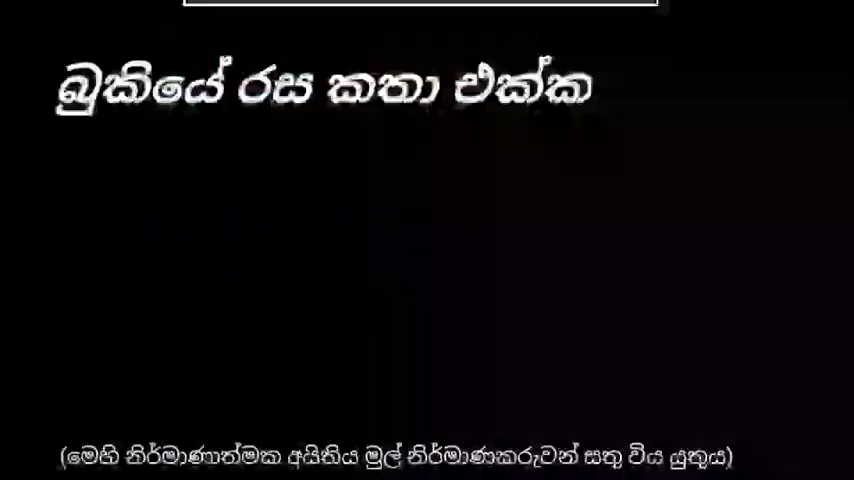 බුකියේ රස කතා එක්ක
(මෙහි නිර්මාණාත්මක අයිතිය මුල් නිර්මාණකරුවන් සතු විය යුතුය)